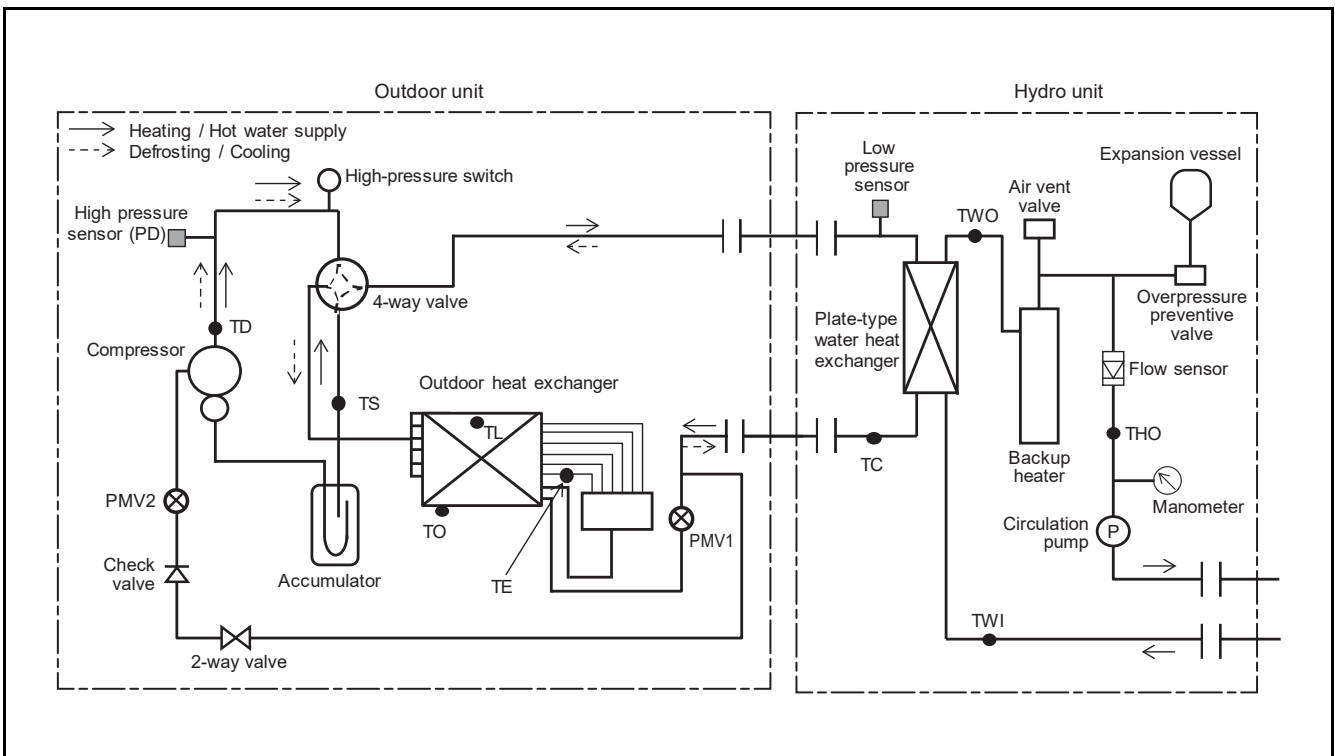 Outdoor unit
Hydro unit
Heating / Hot water supply
Defrosting / Cooling
High-pressure switch
High pressure
sensor (PD)
4-way valve
TD
Compressor
TS
Outdoor heat exchanger
TL
TO
TE
PMV2
Check
valve
Accumulator
2-way valve
PMV1
Low
pressure
sensor
TWO
Air vent
valve
Expansion vessel
Overpressure
preventive
valve
Plate-type
water heat
exchanger
Flow sensor
TC
THO
Backup
heater
Manometer
Circulation
pump
P
TWI